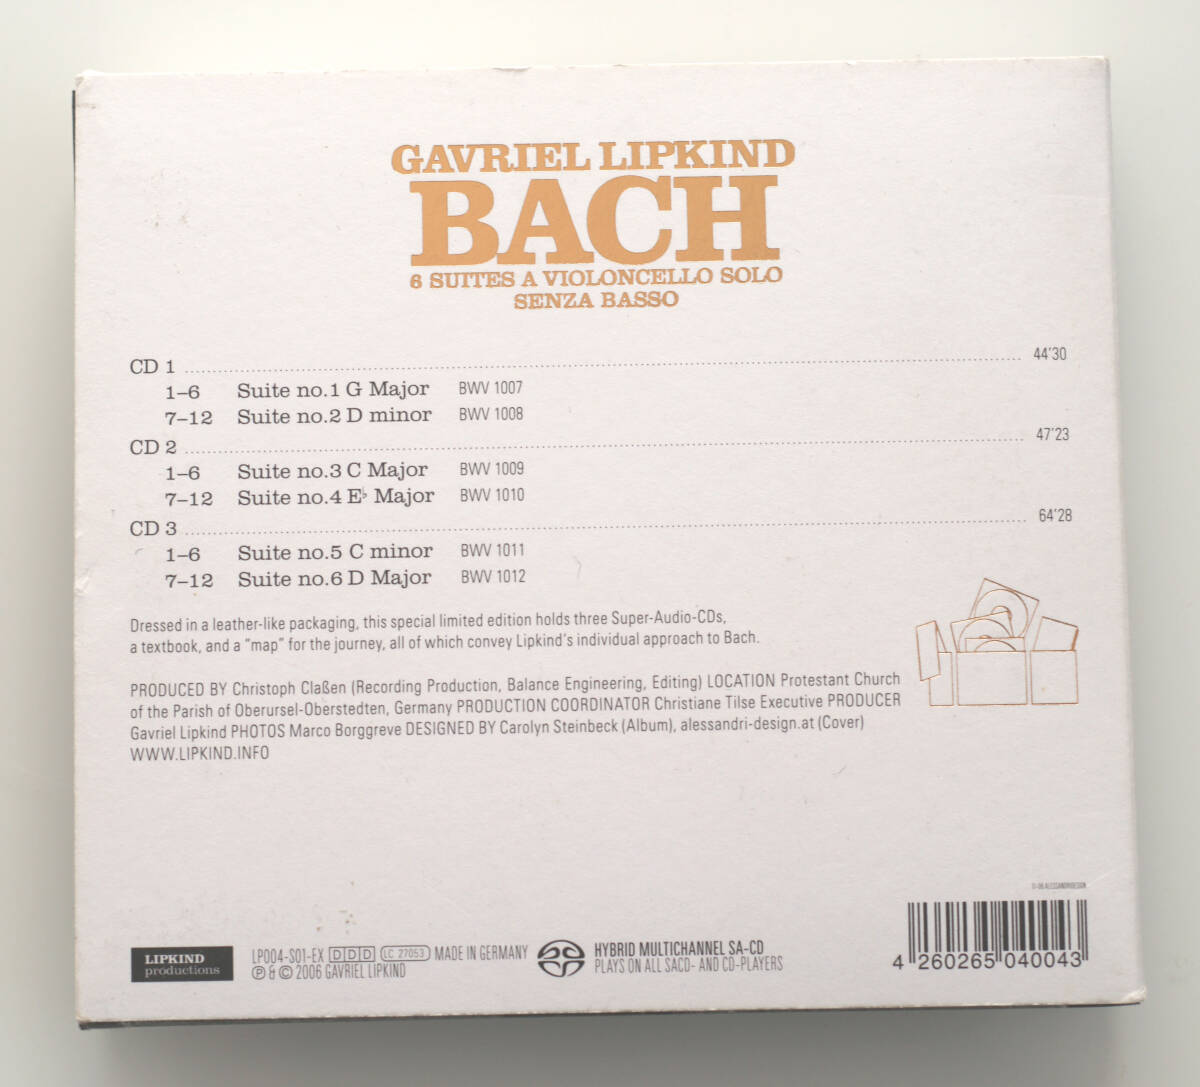 GAVRIEL LIPKIND
BACH
6 SUITES A VIOLONCELLO SOLO
SENZA BASSO
CD 1 44'30
1–6 Suite no.1 G Major BWV 1007
7–12 Suite no.2 D minor BWV 1008
CD 2 47'23
1–6 Suite no.3 C Major BWV 1009
7–12 Suite no.4 E♭ Major BWV 1010
CD 3 64'28
1–6 Suite no.5 C minor BWV 1011
7–12 Suite no.6 D Major BWV 1012
Dressed in a leather-like packaging, this special limited edition holds three Super-Audio-CDs,
a textbook, and a "map" for the journey, all of which convey Lipkind's individual approach to Bach.
PRODUCED BY Christoph Claßen (Recording Production, Balance Engineering, Editing) LOCATION Protestant Church
of the Parish of Oberursel-Oberstedten, Germany PRODUCTION COORDINATOR Christiane Tilse Executive PRODUCER
Gavriel Lipkind PHOTOS Marco Borggreve DESIGNED BY Carolyn Steinbeck (Album), alessandri-design.at (Cover)
WWW.LIPKIND.INFO
LIPKIND
productions
LP004-S01-EX DDD LC 27053 MADE IN GERMANY
℗ & © 2006 GAVRIEL LIPKIND
HYBRID MULTICHANNEL SA-CD
PLAYS ON ALL SACD- AND CD-PLAYERS
4 260265 040043